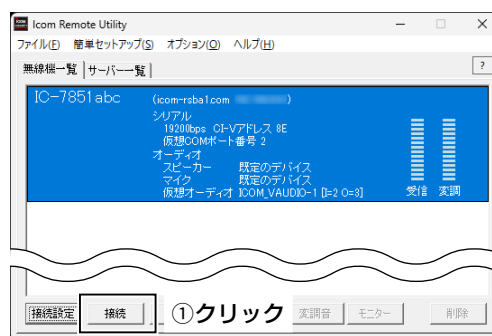 Icom Remote Utility
ファイル(F) 簡単セットアップ(S) オプション(O) ヘルプ(H)
無線機一覧 サーバー一覧 ?
IC-7851abc (icom-rsba1.com )
シリアル
19200bps CI-Vアドレス 8E
仮想COMポート番号 2
オーディオ
スピーカー 既定のデバイス
マイク 既定のデバイス
仮想オーディオ ICOM_VAUDIO-1 [I=2 O=3]
受信 変調
接続設定 接続 ①クリック 変調音 モニター 削除